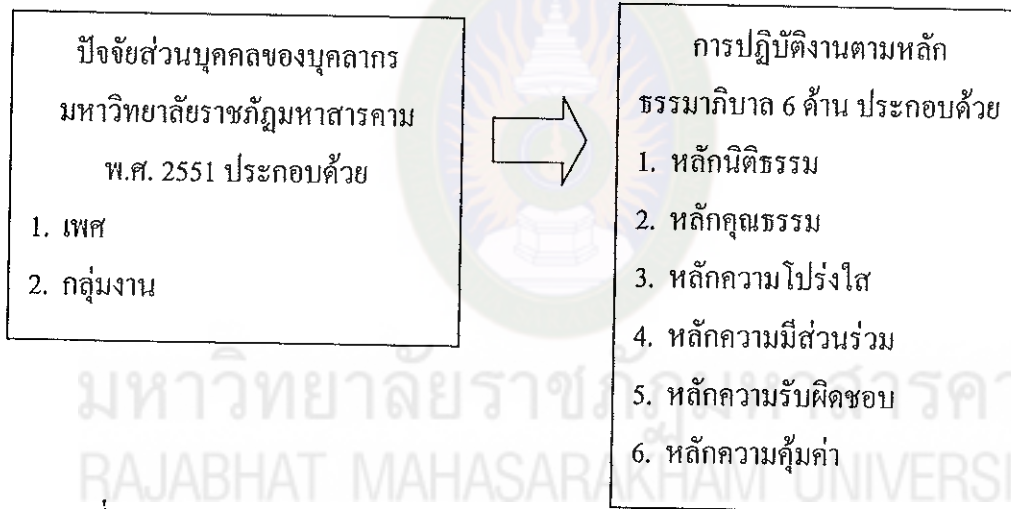 ปัจจัยส่วนบุคคลของบุคลากร
มหาวิทยาลัยราชภัฏมหาสารคาม
พ.ศ. 2551 ประกอบด้วย
1. เพศ
2. กลุ่มงาน
การปฏิบัติงานตามหลัก
ธรรมาภิบาล 6 ด้าน ประกอบด้วย
1. หลักนิติธรรม
2. หลักคุณธรรม
3. หลักความโปร่งใส
4. หลักความมีส่วนร่วม
5. หลักความรับผิดชอบ
6. หลักความคุ้มค่า
มหาวิทยาลัยราชภัฏมหาสารคา
RAJABHAT MAHASARAKHAM UNIVERSI